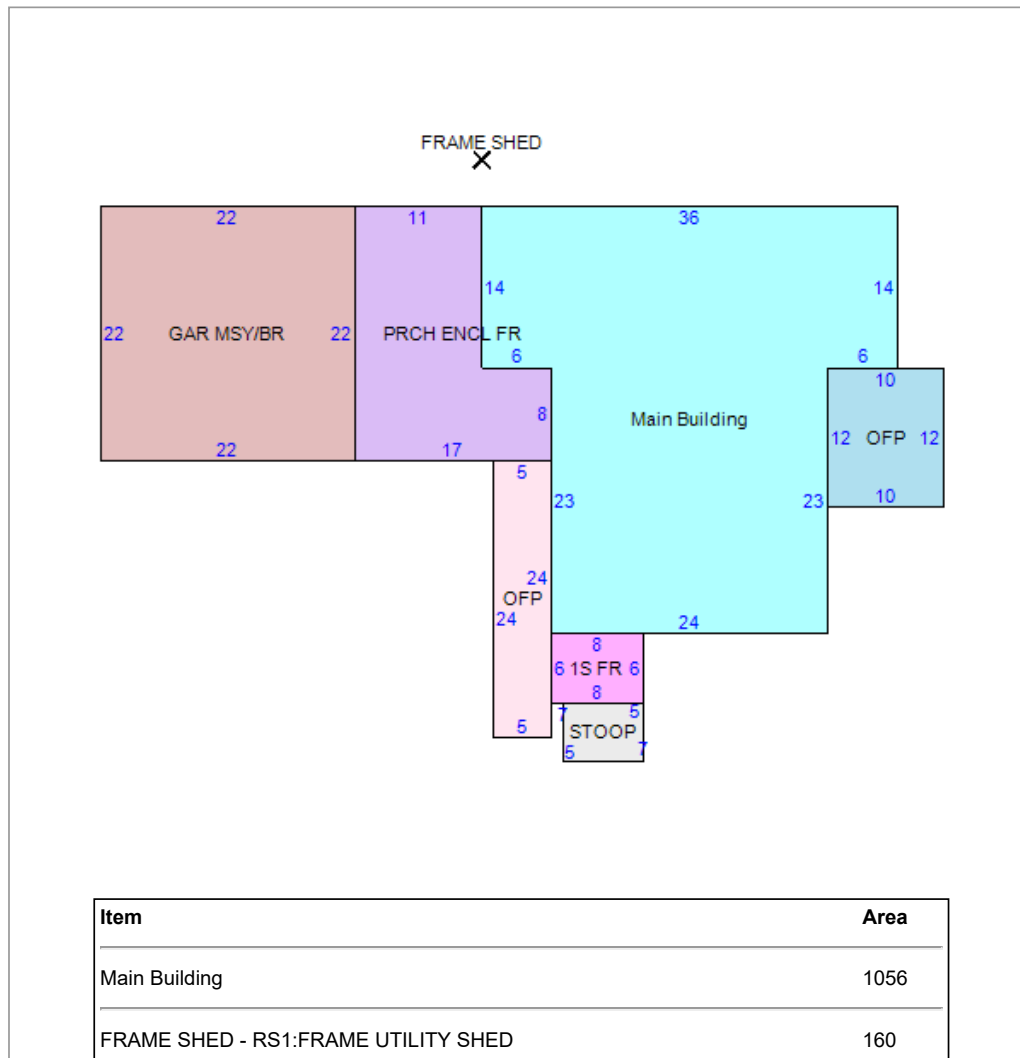 FRAME SHED
22 11 36
14 14
22 GAR MSY/BR 22 PRCH ENCL FR
6 6
10
8 Main Building
12 OFP 12
22 17
5
10
23 23
24
OFP
24 24
8
6 1S FR 6
8
7 5
5 STOOP
5 7
Item Area
Main Building 1056
FRAME SHED - RS1:FRAME UTILITY SHED 160